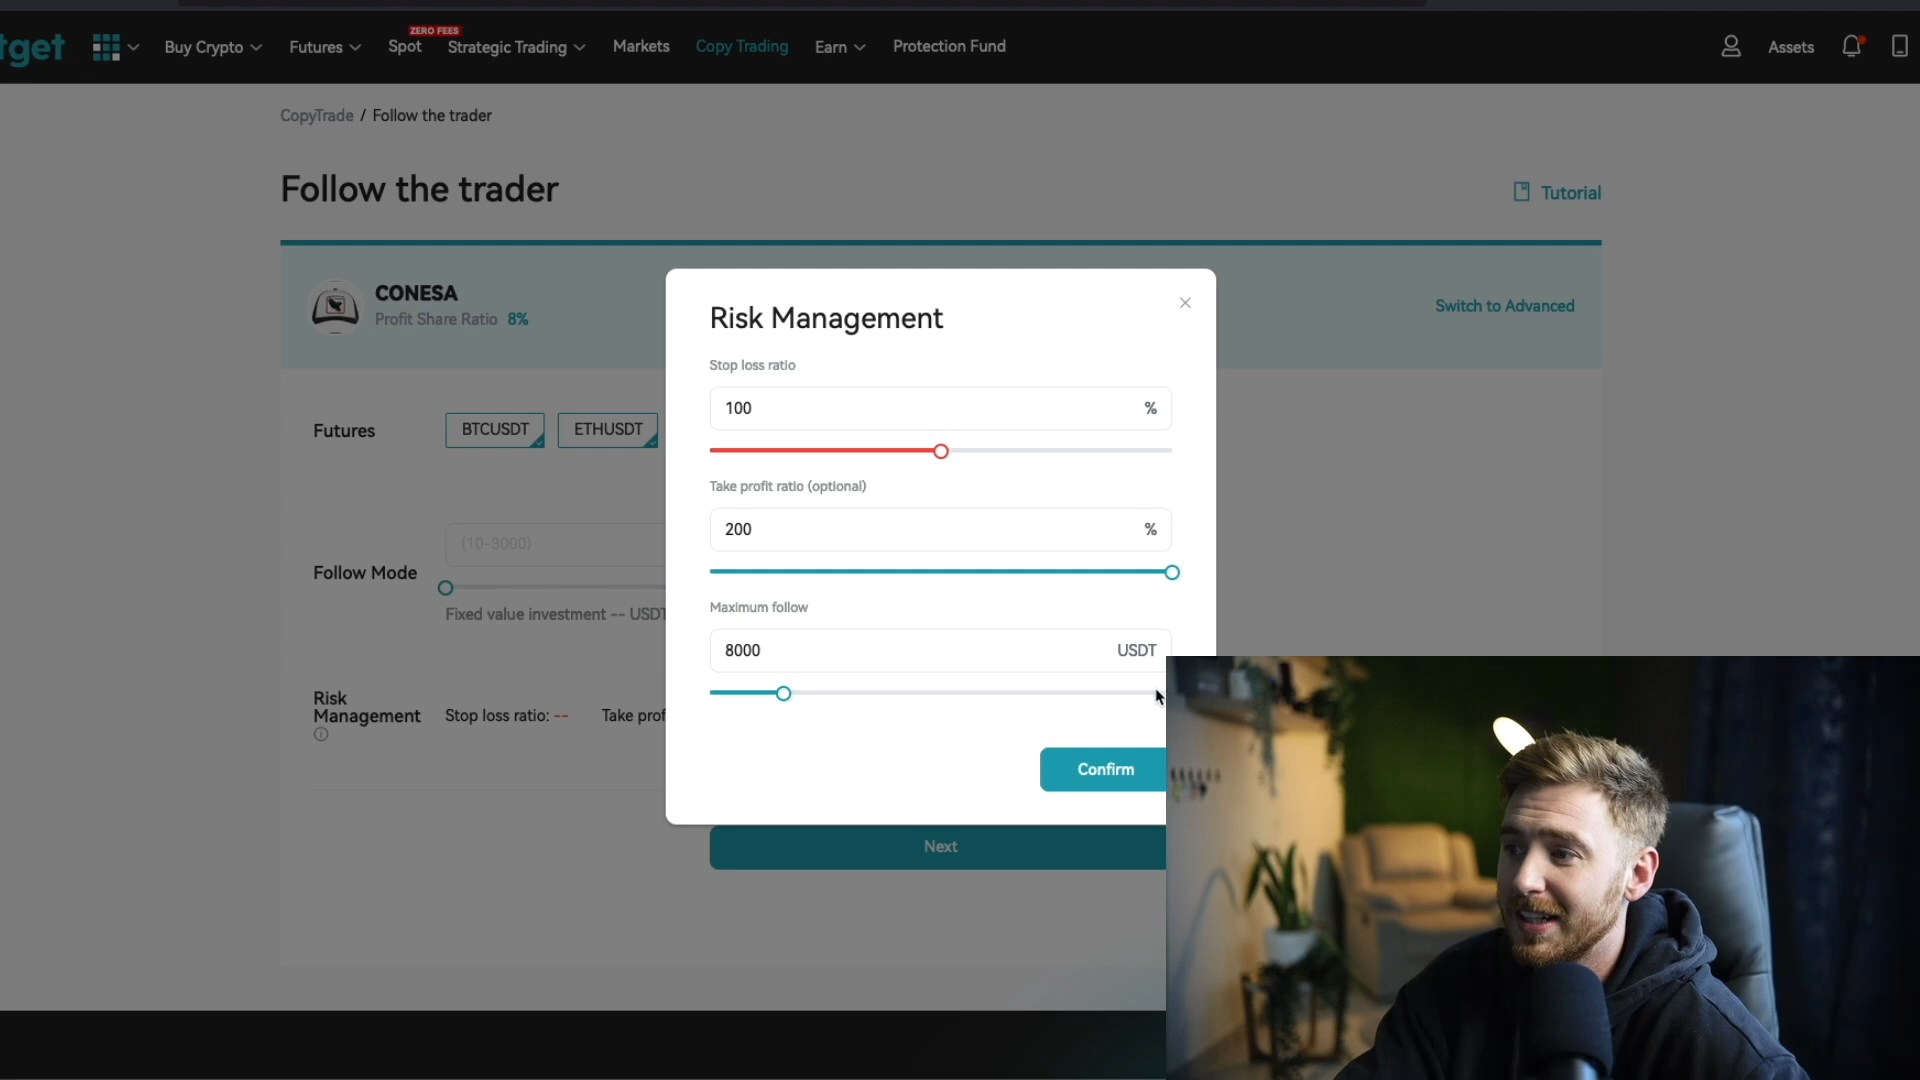 tget
Buy Crypto
Futures
Spot
ZERO FEES
Strategic Trading
Markets
Copy Trading
Earn
Protection Fund
Assets
CopyTrade / Follow the trader
Follow the trader
Tutorial
CONESA
Profit Share Ratio 8%
Switch to Advanced
Futures
BTCUSDT
ETHUSDT
Follow Mode
(10-3000)
Fixed value investment -- USDT
Risk
Management
Stop loss ratio: --
Take prof
Risk Management
Stop loss ratio
100 %
Take profit ratio (optional)
200 %
Maximum follow
8000 USDT
Confirm
Next